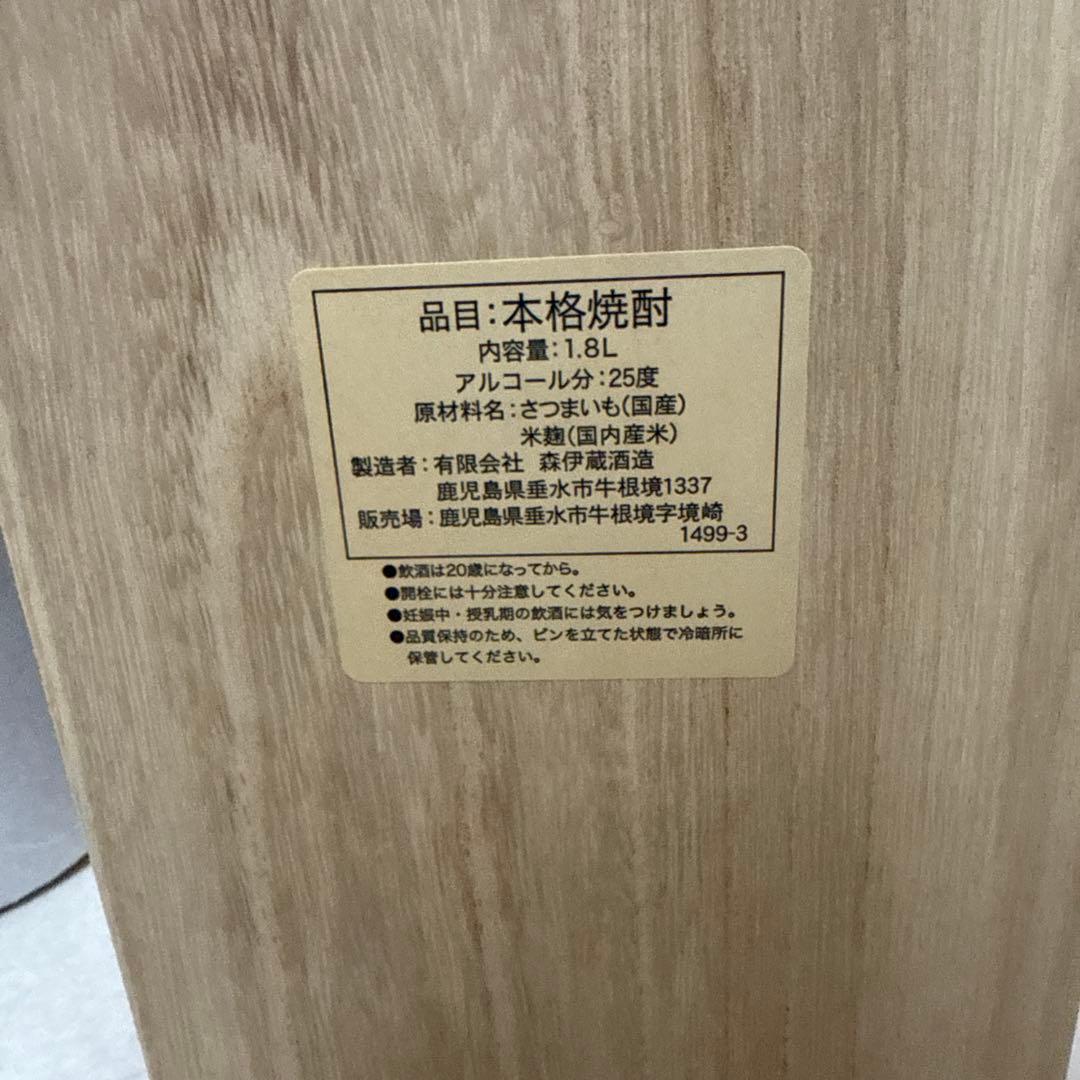 品目:本格焼酎
内容量:1.8L
アルコール分:25度
原材料名:さつまいも(国産)
米麹(国内産米)
製造者:有限会社 森伊蔵酒造
鹿児島県垂水市牛根境1337
販売場:鹿児島県垂水市牛根境字境崎
1499-3
●飲酒は20歳になってから。
●開栓には十分注意してください。
●妊娠中・授乳期の飲酒には気をつけましょう。
●品質保持のため、ビンを立てた状態で冷暗所に
保管してください。